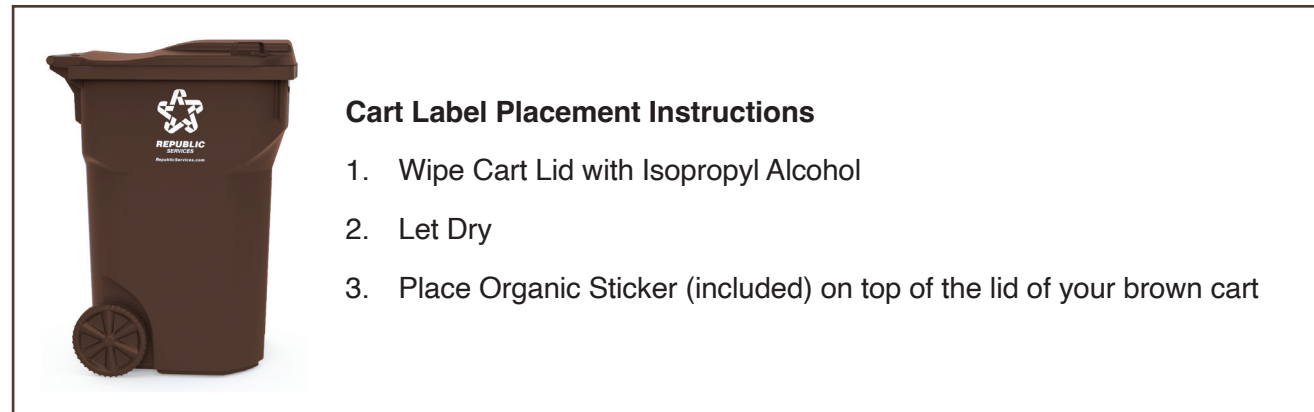 REPUBLIC
SERVICES
RepublicServices.com
Cart Label Placement Instructions
1. Wipe Cart Lid with Isopropyl Alcohol
2. Let Dry
3. Place Organic Sticker (included) on top of the lid of your brown cart